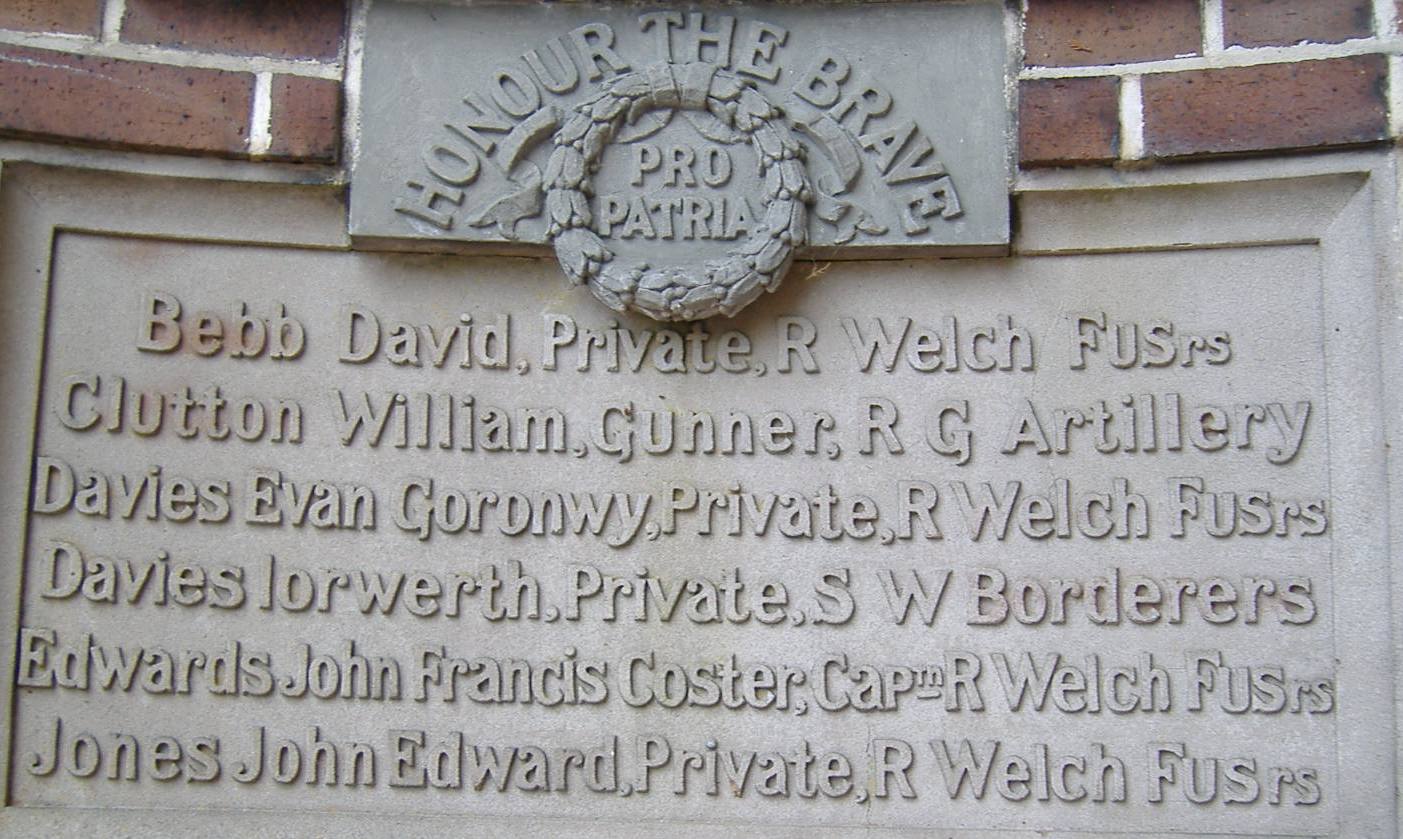 HONOUR THE BRAVE
PRO
PATRIA
Bebb David, Private, R Welch FUSrs
Clutton William, Gunner, R G Artillery
Davies Evan Goronwy, Private, R Welch FUSrs
Davies Iorwerth, Private, S W Borderers
Edwards John Francis Coster, CaPtn R Welch FUSrs
Jones John Edward, Private, R Welch FUSrs